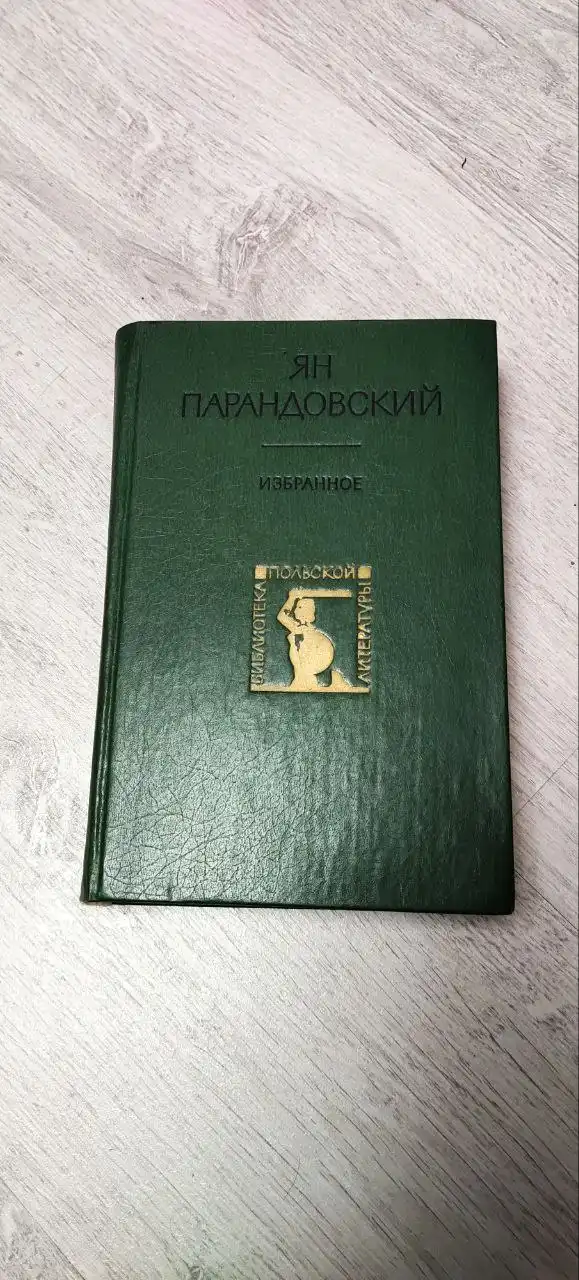 ЯН
ПАРАНДОВСКИЙ
ИЗБРАННОЕ
БИБЛИОТЕКА
ПОЛЬСКОЙ
ЛИТЕРАТУРЫ